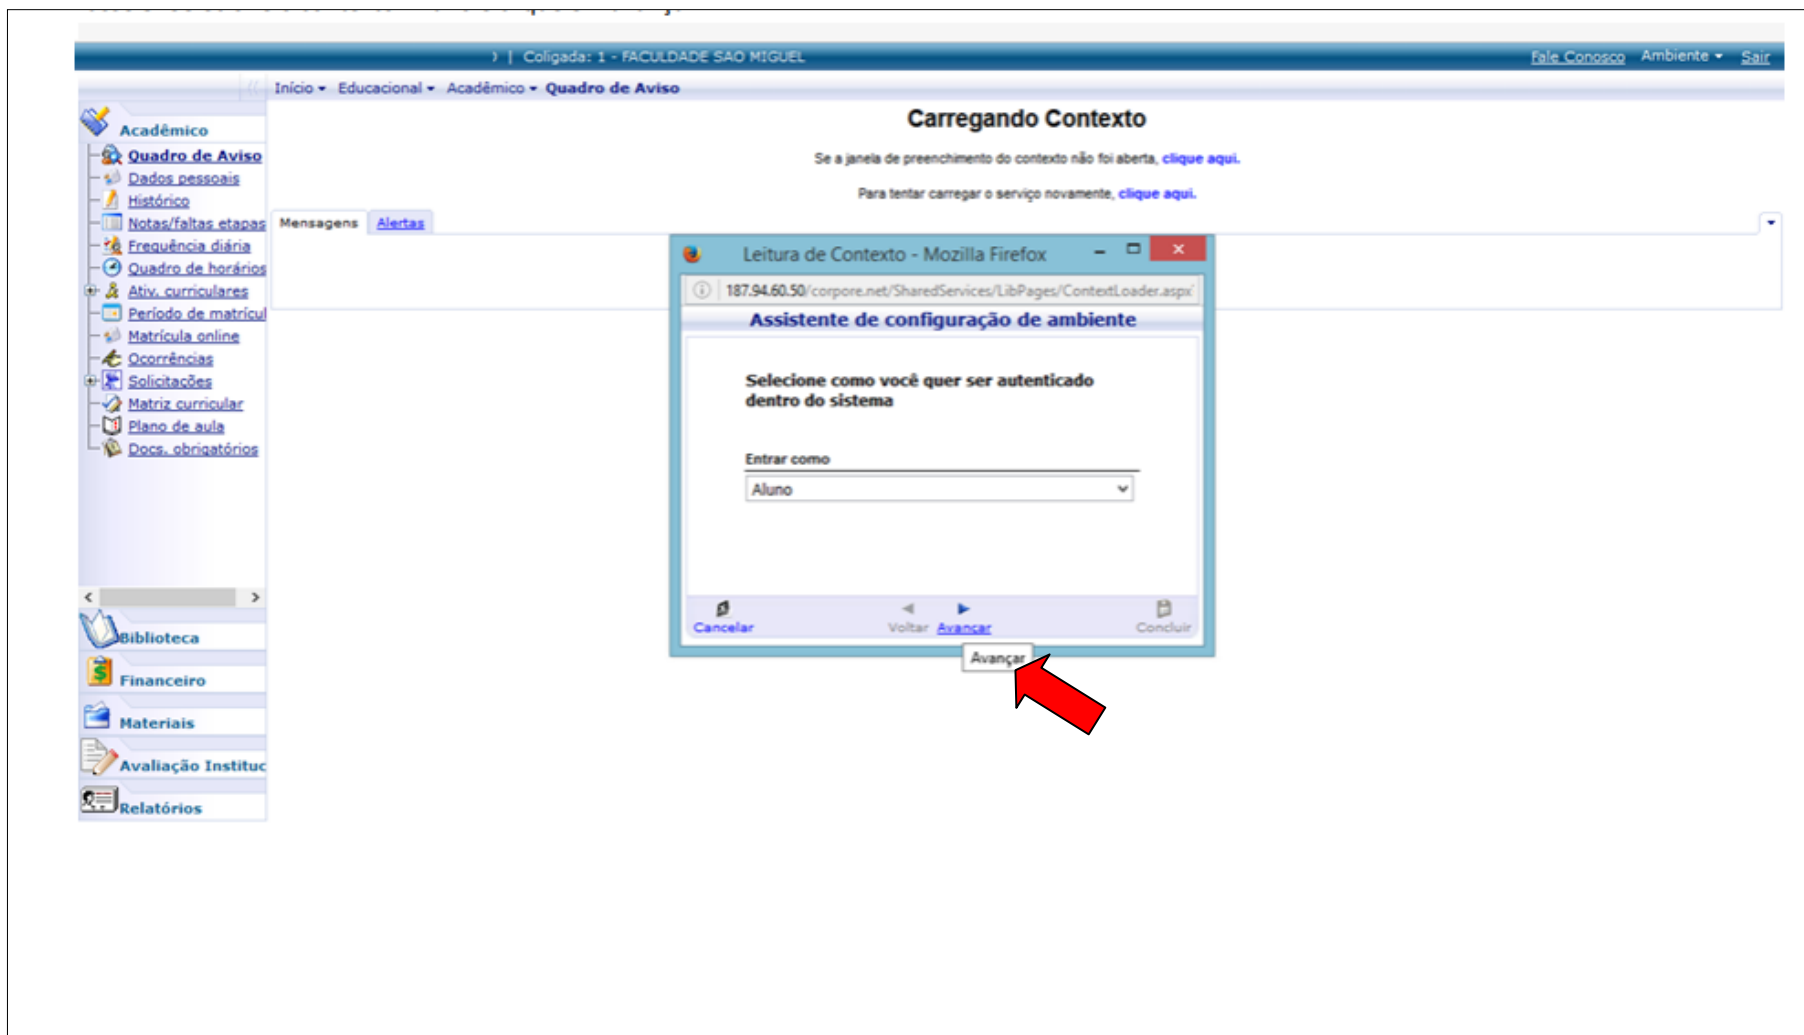 ) | Coligada: 1 - FACULDADE SAO MIGUEL
Fale Conosco Ambiente Sair
Início Educacional Acadêmico Quadro de Aviso
Carregando Contexto
Se a janela de preenchimento do contexto não foi aberta, clique aqui.
Para tentar carregar o serviço novamente, clique aqui.
Acadêmico
Quadro de Aviso
Dados pessoais
Histórico
Notas/faltas etapas
Frequência diária
Quadro de horários
Ativ. curriculares
Período de matrícul
Matrícula online
Ocorrências
Solicitações
Matriz curricular
Plano de aula
Docs. obrigatórios
Biblioteca
Financeiro
Materiais
Avaliação Instituc
Relatórios
Mensagens Alertas
Leitura de Contexto - Mozilla Firefox
187.94.60.50/corpore.net/SharedServices/LibPages/ContextLoader.aspx
Assistente de configuração de ambiente
Selecione como você quer ser autenticado
dentro do sistema
Entrar como
Aluno
Cancelar Voltar Avançar Concluir
Avançar